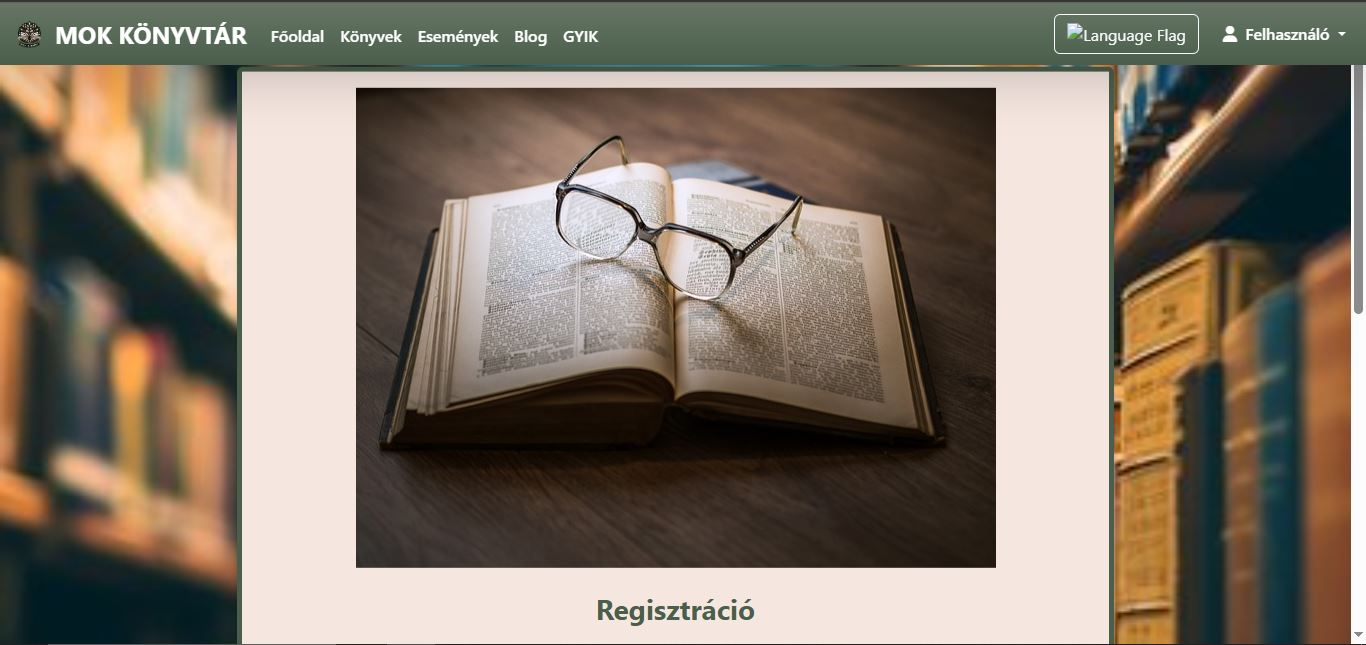 MOK KÖNYVTÁR Főoldal Könyvek Események Blog GYIK Language Flag Felhasználó
Regisztráció